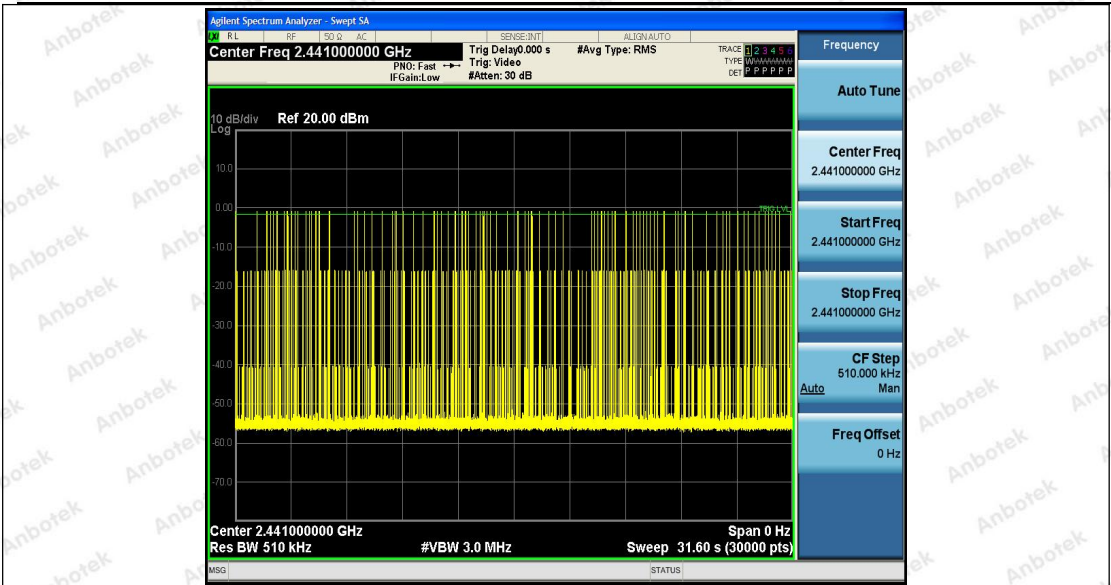 Agilent Spectrum Analyzer - Swept SA
LXI RL RF 50 Ω AC SENSE:INT ALIGNAUTO
Center Freq 2.441000000 GHz
PNO: Fast
IFGain:Low
Trig Delay0.000 s
Trig: Video
#Atten: 30 dB
#Avg Type: RMS
TRACE 1 2 3 4 5 6
TYPE
DET P P P P P P
10 dB/div Ref 20.00 dBm
Log
10.0
0.00
TRIG LVL
-10.0
-20.0
-30.0
-40.0
-50.0
-60.0
-70.0
Center 2.441000000 GHz Span 0 Hz
Res BW 510 kHz #VBW 3.0 MHz Sweep 31.60 s (30000 pts)
MSG STATUS
Frequency
Auto Tune
Center Freq
2.441000000 GHz
Start Freq
2.441000000 GHz
Stop Freq
2.441000000 GHz
CF Step
510.000 kHz
Auto Man
Freq Offset
0 Hz
Anbotek